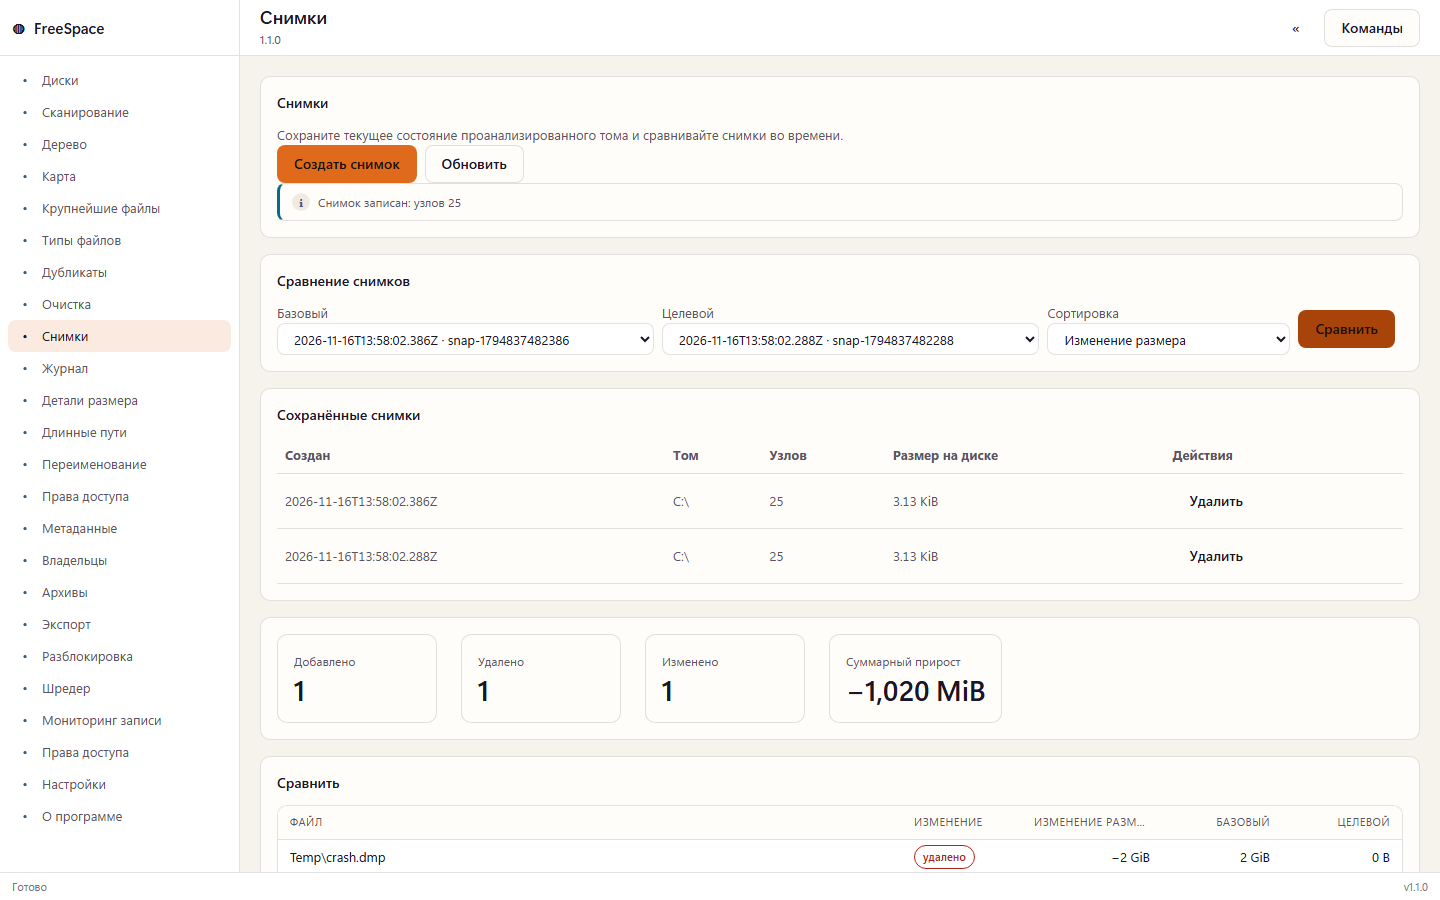 FreeSpace
Снимки
1.1.0
«
Команды
• Диски
• Сканирование
• Дерево
• Карта
• Крупнейшие файлы
• Типы файлов
• Дубликаты
• Очистка
• Снимки
• Журнал
• Детали размера
• Длинные пути
• Переименование
• Права доступа
• Метаданные
• Владельцы
• Архивы
• Экспорт
• Разблокировка
• Шредер
• Мониторинг записи
• Права доступа
• Настройки
• О программе
Снимки
Сохраните текущее состояние проанализированного тома и сравнивайте снимки во времени.
Создать снимок Обновить
i Снимок записан: узлов 25
Сравнение снимков
Базовый Целевой Сортировка
2026-11-16T13:58:02.386Z · snap-1794837482386 2026-11-16T13:58:02.288Z · snap-1794837482288 Изменение размера Сравнить
Сохранённые снимки
Создан Том Узлов Размер на диске Действия
2026-11-16T13:58:02.386Z C:\ 25 3.13 KiB Удалить
2026-11-16T13:58:02.288Z C:\ 25 3.13 KiB Удалить
Добавлено Удалено Изменено Суммарный прирост
1 1 1 −1,020 MiB
Сравнить
ФАЙЛ ИЗМЕНЕНИЕ ИЗМЕНЕНИЕ РАЗМ... БАЗОВЫЙ ЦЕЛЕВОЙ
Temp\crash.dmp удалено −2 GiB 2 GiB 0 B
Готово v1.1.0